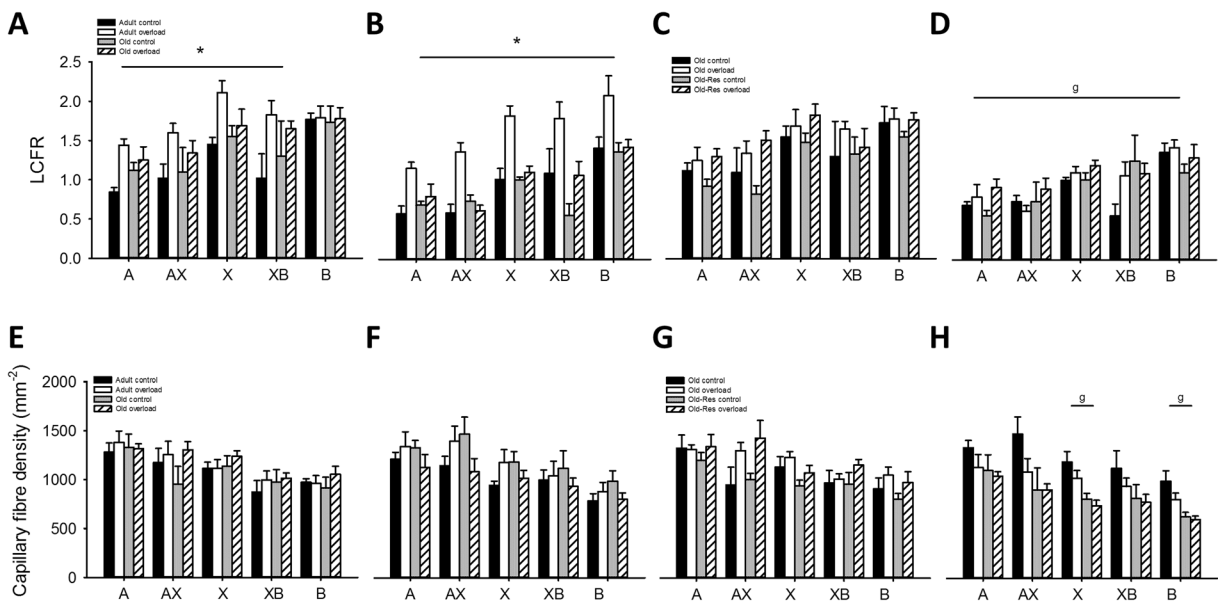 A
B
C
D
Adult control
Adult overload
Old control
Old overload
*
*
Old control
Old overload
Old-Res control
Old-Res overload
g
LCFR
2.5
2.0
1.5
1.0
0.5
0.0
A AX X XB B
A AX X XB B
A AX X XB B
A AX X XB B
E
F
G
H
Capillary fibre density (mm⁻²)
2000
1500
1000
500
0
Adult control
Adult overload
Old control
Old overload
Old control
Old overload
Old-Res control
Old-Res overload
g
g
A AX X XB B
A AX X XB B
A AX X XB B
A AX X XB B